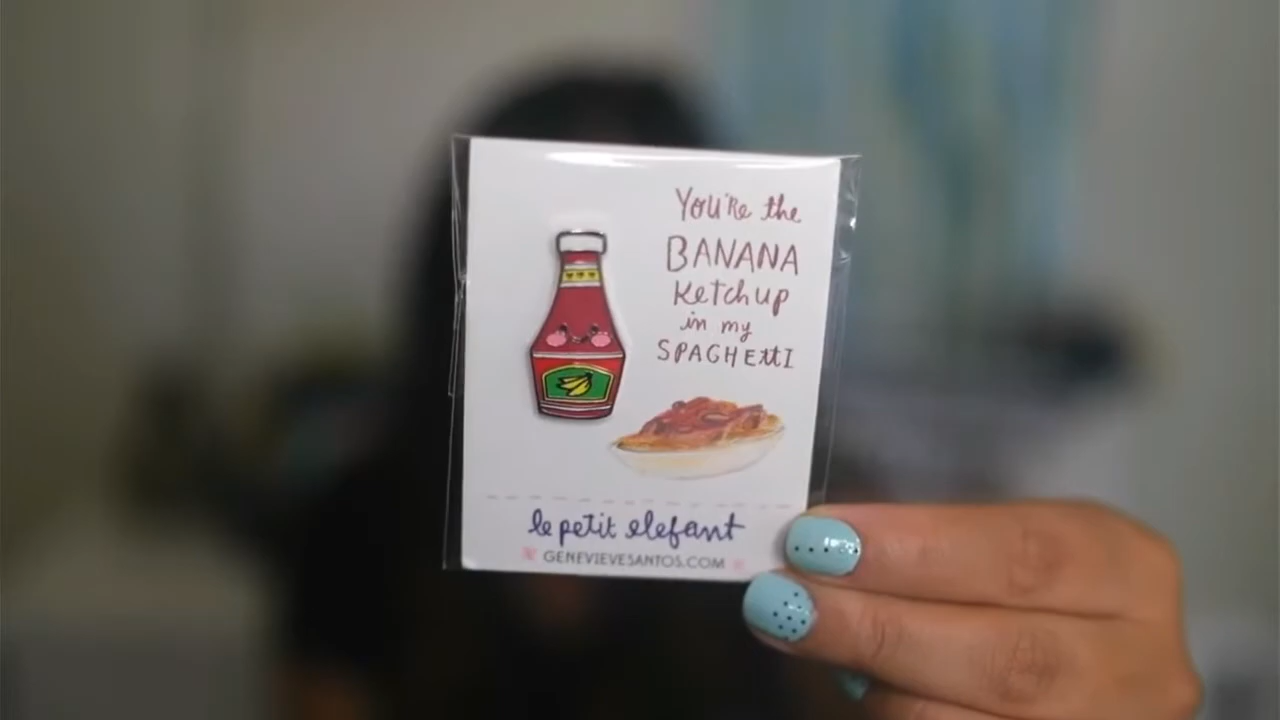 You're the
BANANA
Ketchup
in my
SPAGHEttI
le petit elefant
GENEVIEVESANTOS.COM